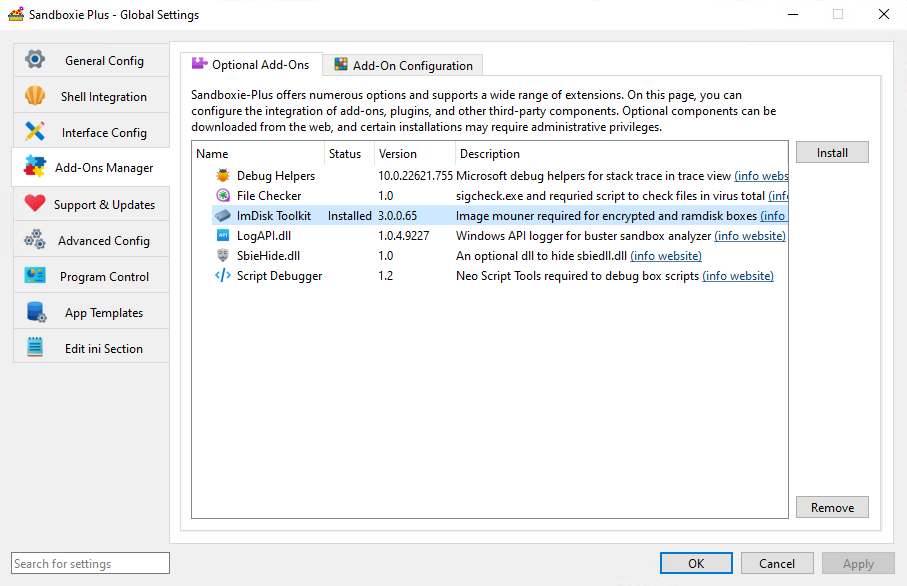 Sandboxie Plus - Global Settings
General Config
Shell Integration
Interface Config
Add-Ons Manager
Support & Updates
Advanced Config
Program Control
App Templates
Edit ini Section
Search for settings
Optional Add-Ons
Add-On Configuration
Sandboxie-Plus offers numerous options and supports a wide range of extensions. On this page, you can
configure the integration of add-ons, plugins, and other third-party components. Optional components can be
downloaded from the web, and certain installations may require administrative privileges.
Name Status Version Description
Debug Helpers 10.0.22621.755 Microsoft debug helpers for stack trace in trace view (info webs
File Checker 1.0 sigcheck.exe and requried script to check files in virus total (info
ImDisk Toolkit Installed 3.0.0.65 Image mouner required for encrypted and ramdisk boxes (info
LogAPI.dll 1.0.4.9227 Windows API logger for buster sandbox analyzer (info website)
SbieHide.dll 1.0 An optional dll to hide sbiedll.dll (info website)
Script Debugger 1.2 Neo Script Tools required to debug box scripts (info website)
Install
Remove
OK
Cancel
Apply